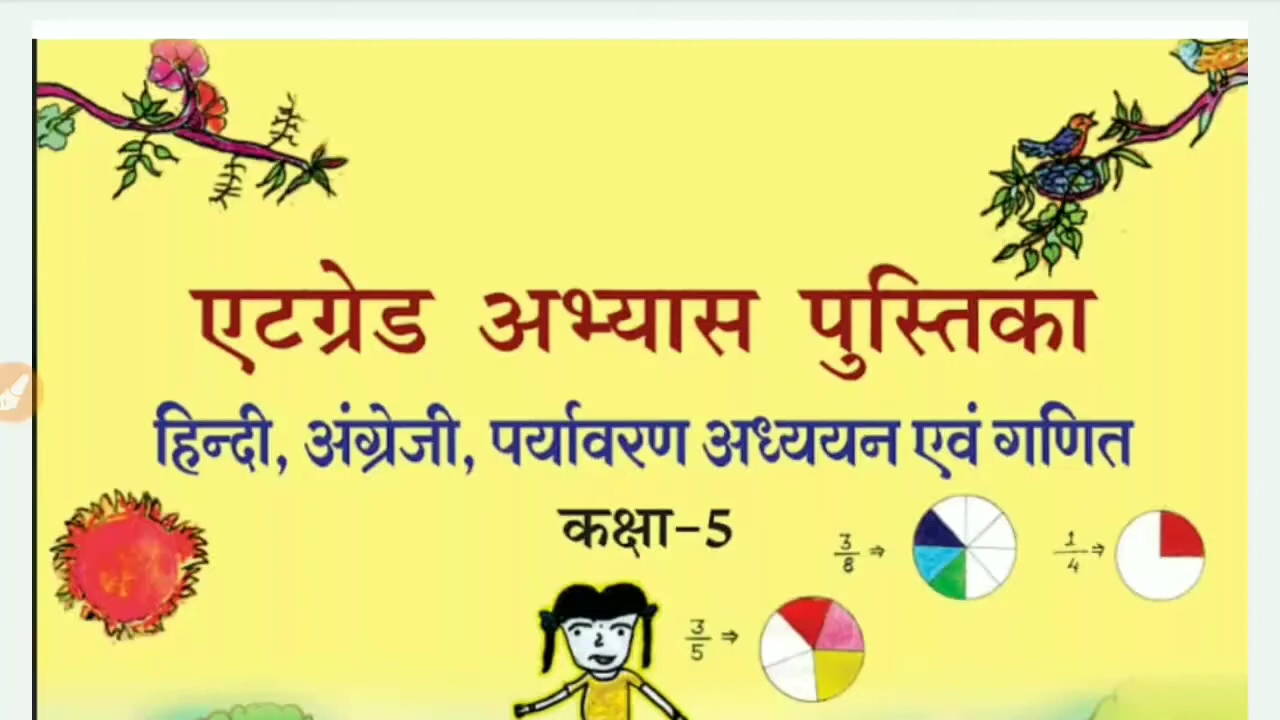 एटग्रेड अभ्यास पुस्तिका
हिन्दी, अंग्रेजी, पर्यावरण अध्ययन एवं गणित
कक्षा-5
3/8 ⇒
1/4 ⇒
3/5 ⇒